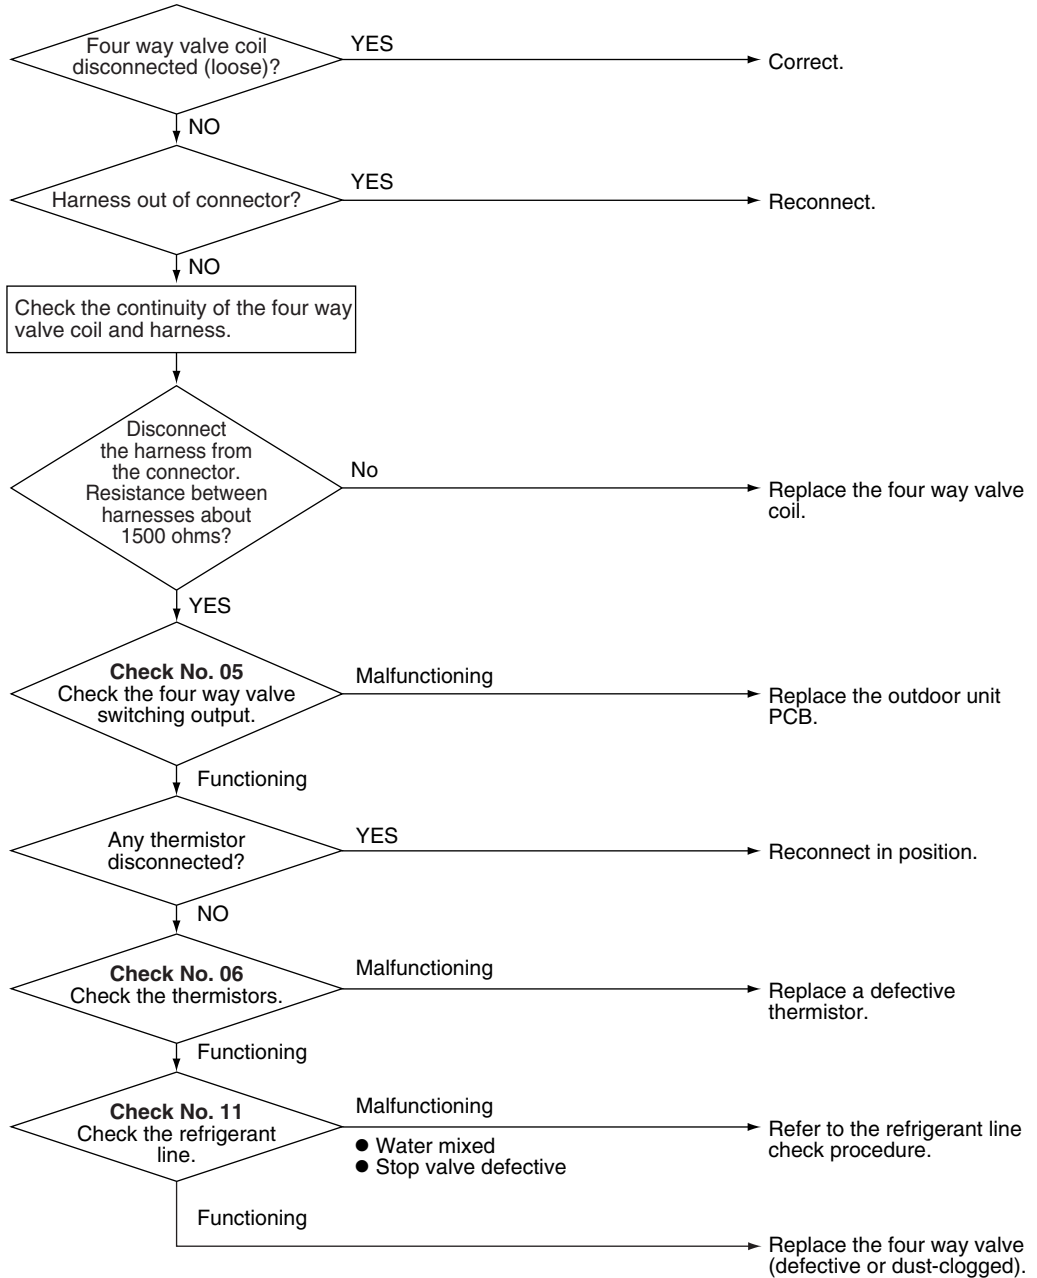 Four way valve coil
disconnected (loose)?
YES
Correct.
NO
Harness out of connector?
YES
Reconnect.
NO
Check the continuity of the four way
valve coil and harness.
Disconnect
the harness from
the connector.
Resistance between
harnesses about
1500 ohms?
No
Replace the four way valve
coil.
YES
Check No. 05
Check the four way valve
switching output.
Malfunctioning
Replace the outdoor unit
PCB.
Functioning
Any thermistor
disconnected?
YES
Reconnect in position.
NO
Check No. 06
Check the thermistors.
Malfunctioning
Replace a defective
thermistor.
Functioning
Check No. 11
Check the refrigerant
line.
Malfunctioning
● Water mixed
● Stop valve defective
Refer to the refrigerant line
check procedure.
Functioning
Replace the four way valve
(defective or dust-clogged).